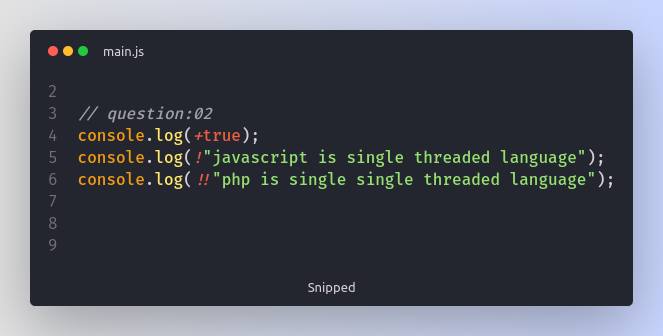 main.js
2
3 // question:02
4 console.log(+true);
5 console.log(!"javascript is single threaded language");
6 console.log(!!"php is single single threaded language");
7
8
9
Snipped